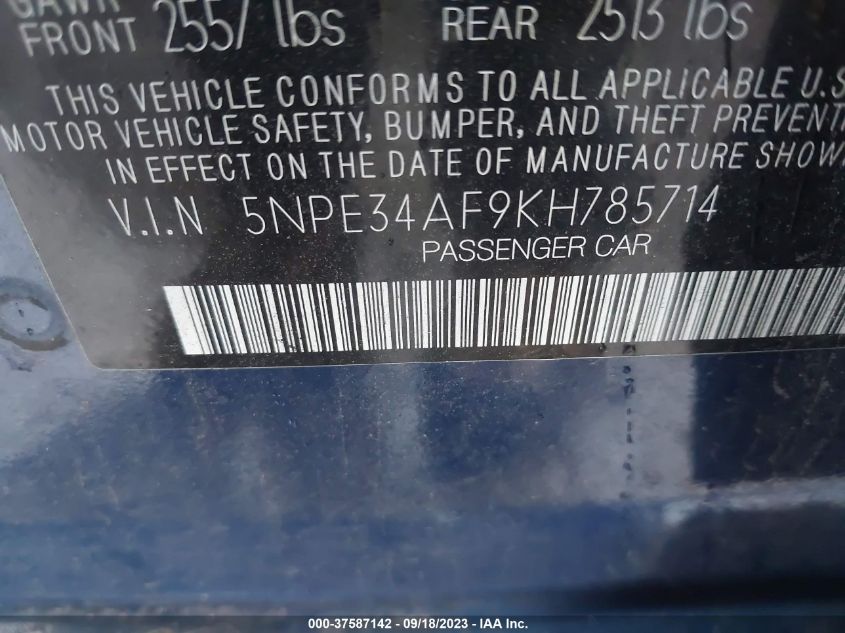 GAWR
FRONT 2557 lbs REAR 2513 lbs
THIS VEHICLE CONFORMS TO ALL APPLICABLE U.S
MOTOR VEHICLE SAFETY, BUMPER, AND THEFT PREVENT
IN EFFECT ON THE DATE OF MANUFACTURE SHOW
V.I.N 5NPE34AF9KH785714
PASSENGER CAR
000-37587142 - 09/18/2023 - IAA Inc.